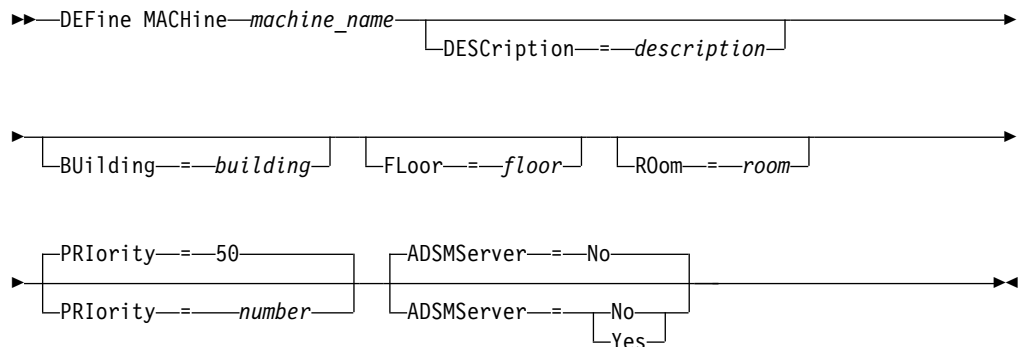 DEFine MACHine machine_name
DESCription = description
BUilding = building FLoor = floor ROom = room
PRIority = 50 ADSMServer = No
PRIority = number ADSMServer = No
Yes